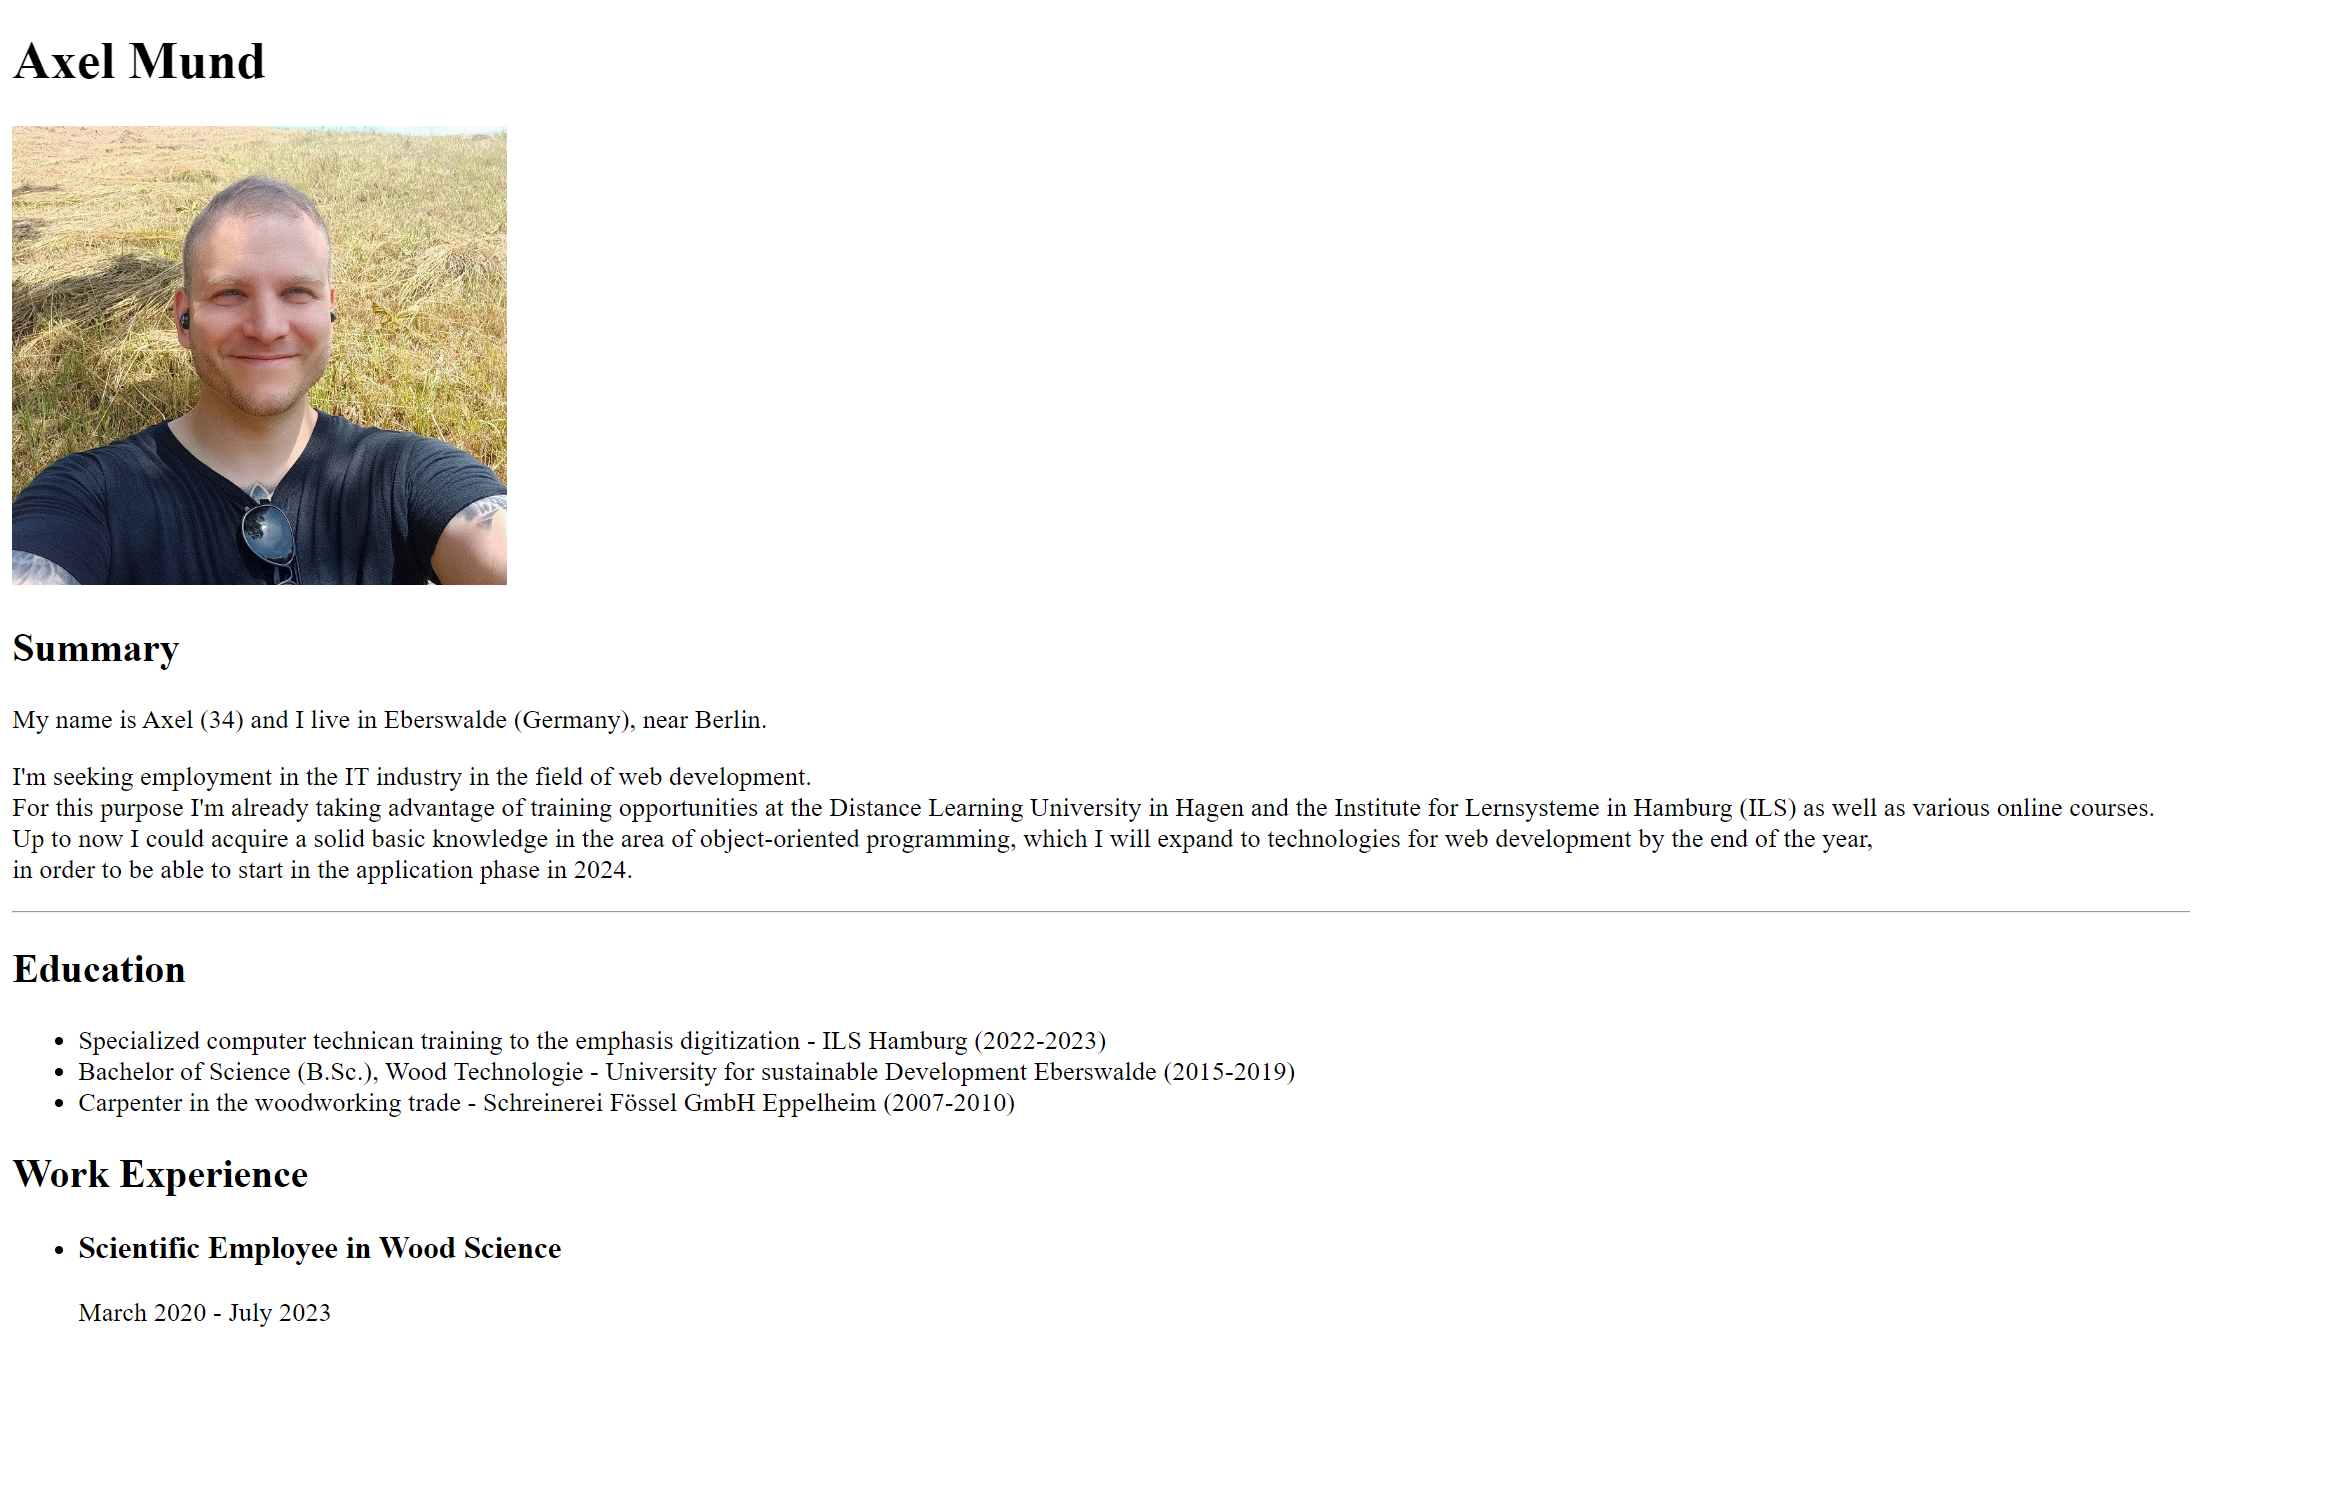 Axel Mund
Summary
My name is Axel (34) and I live in Eberswalde (Germany), near Berlin.
I'm seeking employment in the IT industry in the field of web development.
For this purpose I'm already taking advantage of training opportunities at the Distance Learning University in Hagen and the Institute for Lernsysteme in Hamburg (ILS) as well as various online courses.
Up to now I could acquire a solid basic knowledge in the area of object-oriented programming, which I will expand to technologies for web development by the end of the year,
in order to be able to start in the application phase in 2024.
Education
• Specialized computer technican training to the emphasis digitization - ILS Hamburg (2022-2023)
• Bachelor of Science (B.Sc.), Wood Technologie - University for sustainable Development Eberswalde (2015-2019)
• Carpenter in the woodworking trade - Schreinerei Fössel GmbH Eppelheim (2007-2010)
Work Experience
• Scientific Employee in Wood Science
March 2020 - July 2023